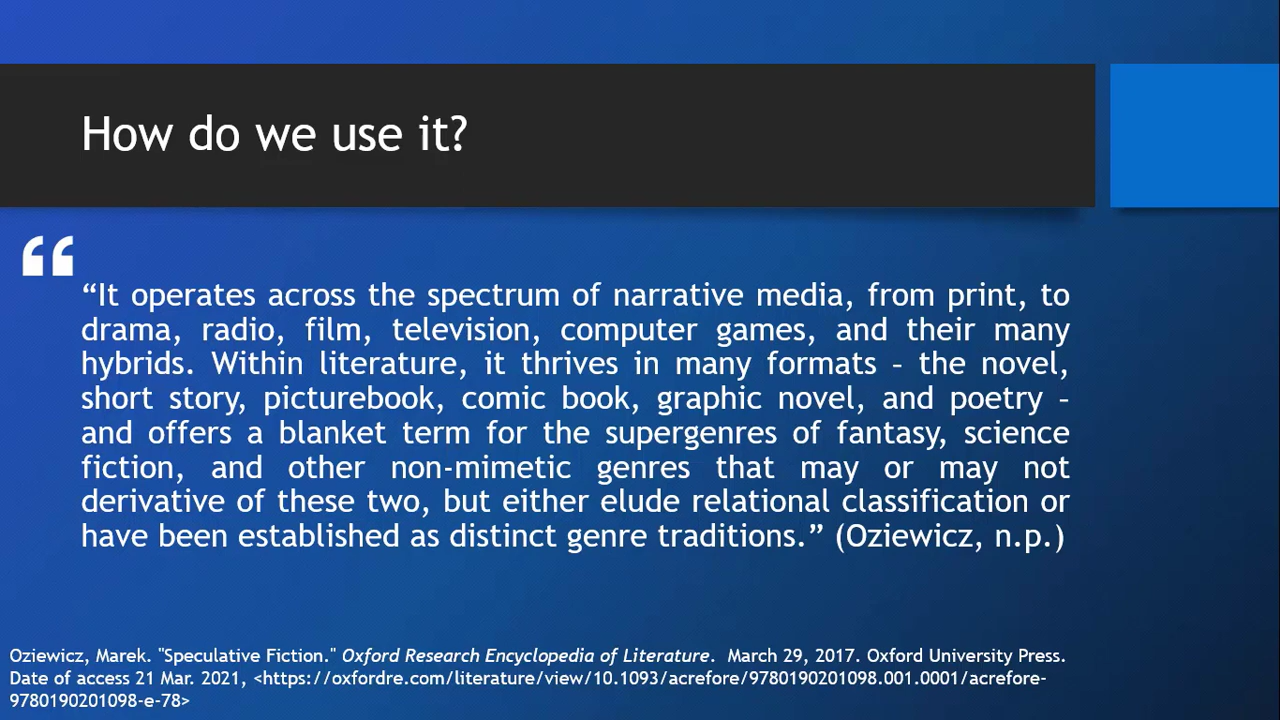 How do we use it?
“It operates across the spectrum of narrative media, from print, to
drama, radio, film, television, computer games, and their many
hybrids. Within literature, it thrives in many formats – the novel,
short story, picturebook, comic book, graphic novel, and poetry –
and offers a blanket term for the supergenres of fantasy, science
fiction, and other non-mimetic genres that may or may not
derivative of these two, but either elude relational classification or
have been established as distinct genre traditions.” (Oziewicz, n.p.)
Oziewicz, Marek. "Speculative Fiction." Oxford Research Encyclopedia of Literature. March 29, 2017. Oxford University Press.
Date of access 21 Mar. 2021, <https://oxfordre.com/literature/view/10.1093/acrefore/9780190201098.001.0001/acrefore-
9780190201098-e-78>